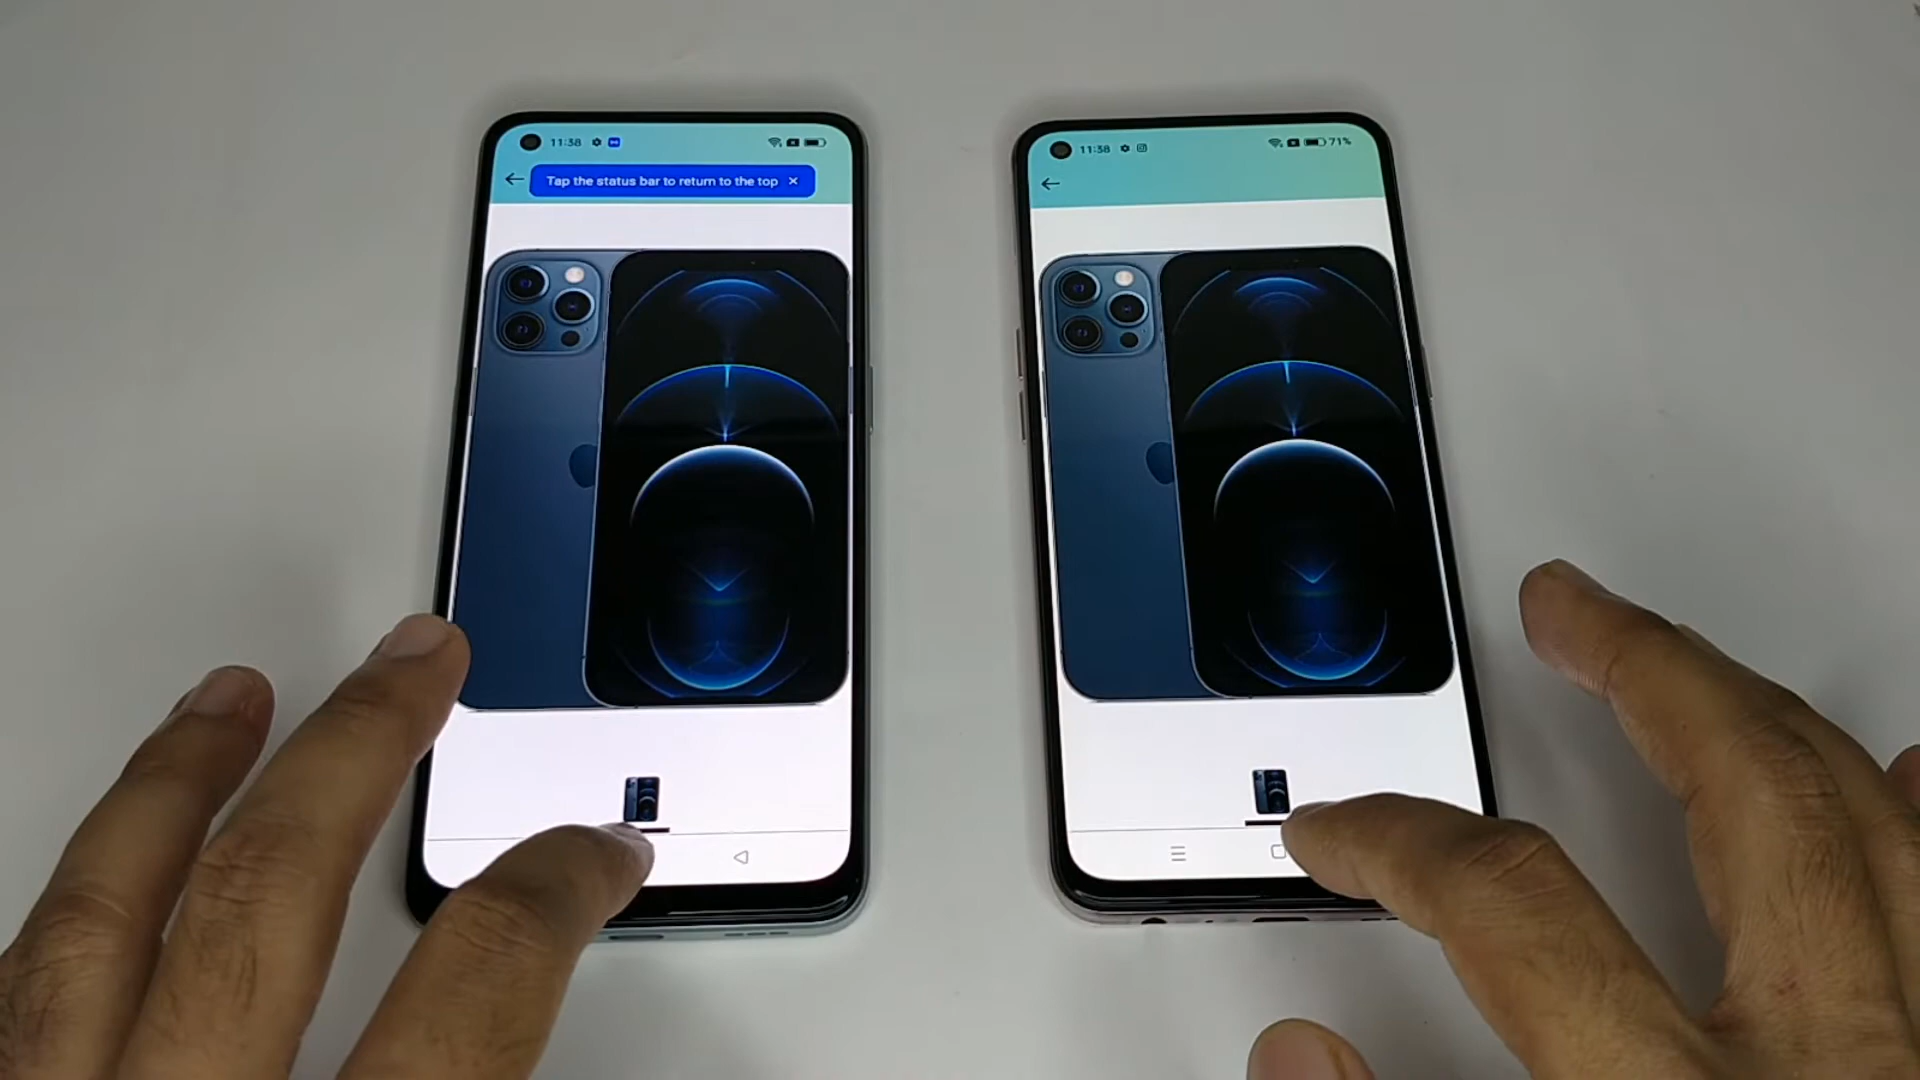 11:38
Tap the status bar to return to the top ×
11:38
71%